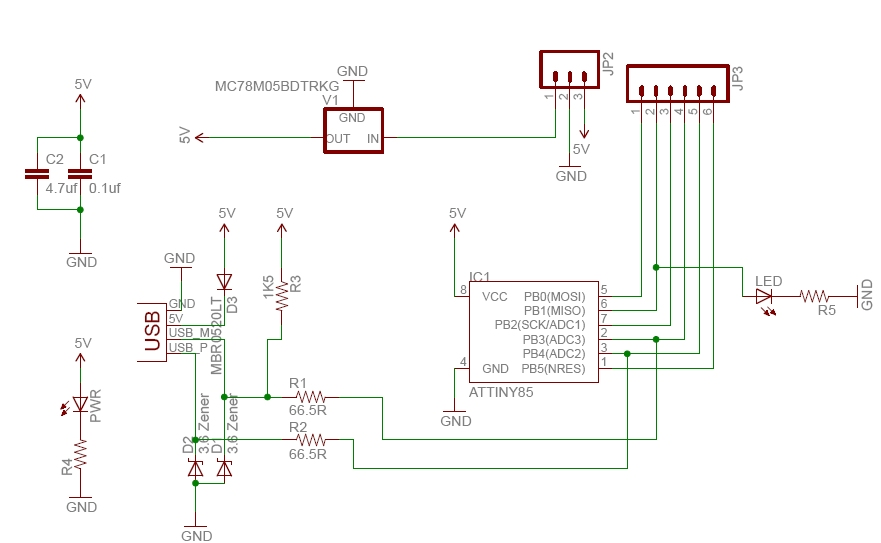 JP2
JP3
GND
MC78M05BDTRKG
V1
GND
5V
OUT
IN
5V
1
2
3
1
2
3
4
5
6
5V
GND
C2
C1
4.7uf
0.1uf
GND
5V
5V
5V
GND
IC1
8
VCC
PB0(MOSI)
5
PB1(MISO)
6
PB2(SCK/ADC1)
7
PB3(ADC3)
2
PB4(ADC2)
3
4
GND
PB5(NRES)
1
ATTINY85
GND
LED
R5
GND
1K5
R3
D3
MBR0520LT
USB
GND
5V
USB_M
USB_P
5V
PWR
R4
GND
R1
66.5R
R2
66.5R
D2
3.6 Zener
D1
3.6 Zener
GND